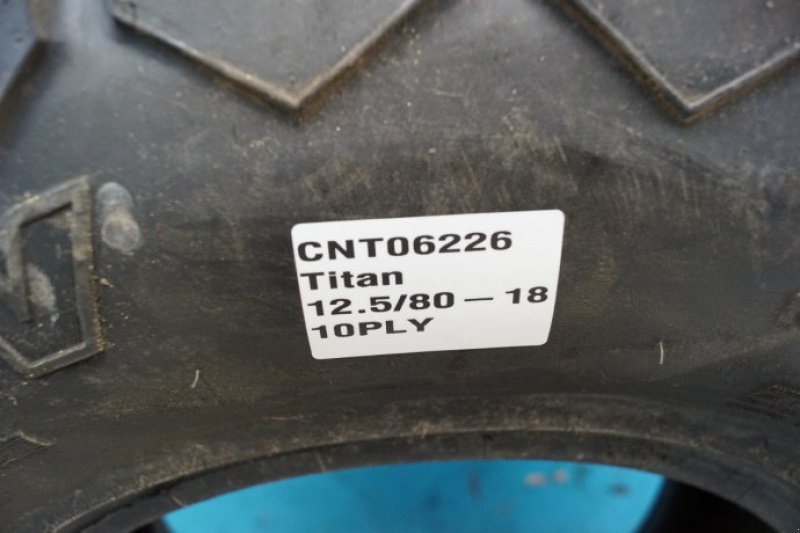 CNT06226
Titan
12.5/80 — 18
10PLY